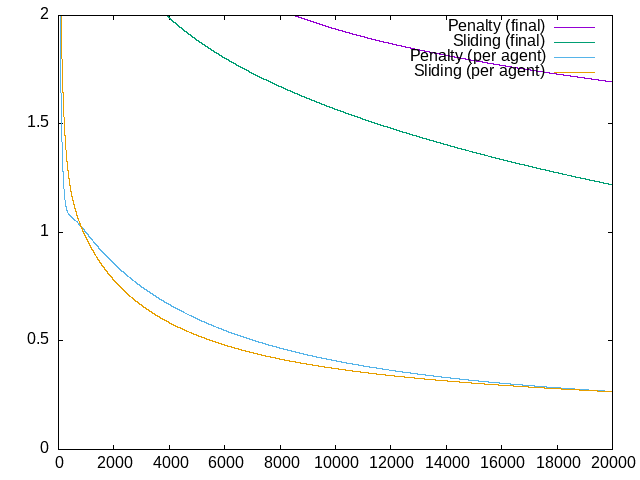 2
1.5
1
0.5
0
0 2000 4000 6000 8000 10000 12000 14000 16000 18000 20000
Penalty (final)
Sliding (final)
Penalty (per agent)
Sliding (per agent)